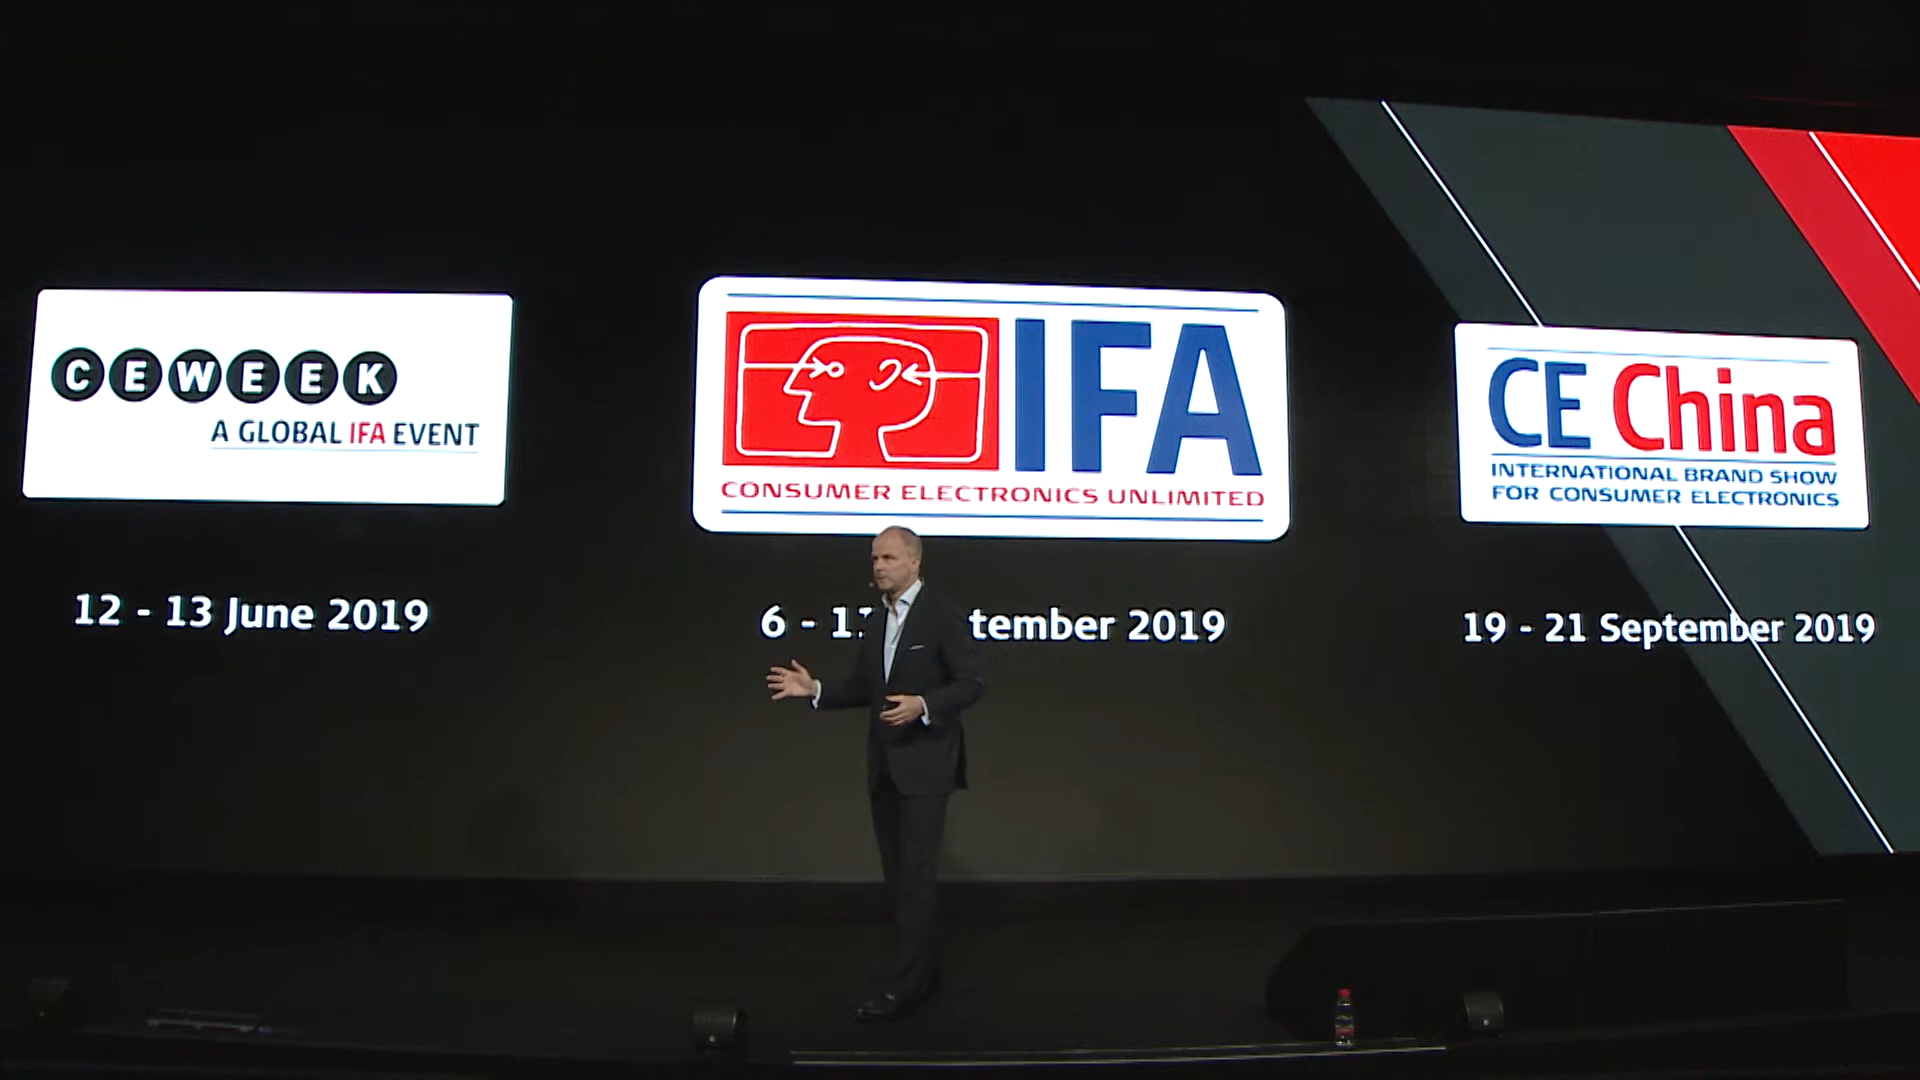 CEWEEK
A GLOBAL IFA EVENT
12 - 13 June 2019
IFA
CONSUMER ELECTRONICS UNLIMITED
6 - 2019
CE China
INTERNATIONAL BRAND SHOW
FOR CONSUMER ELECTRONICS
19 - 21 September 2019